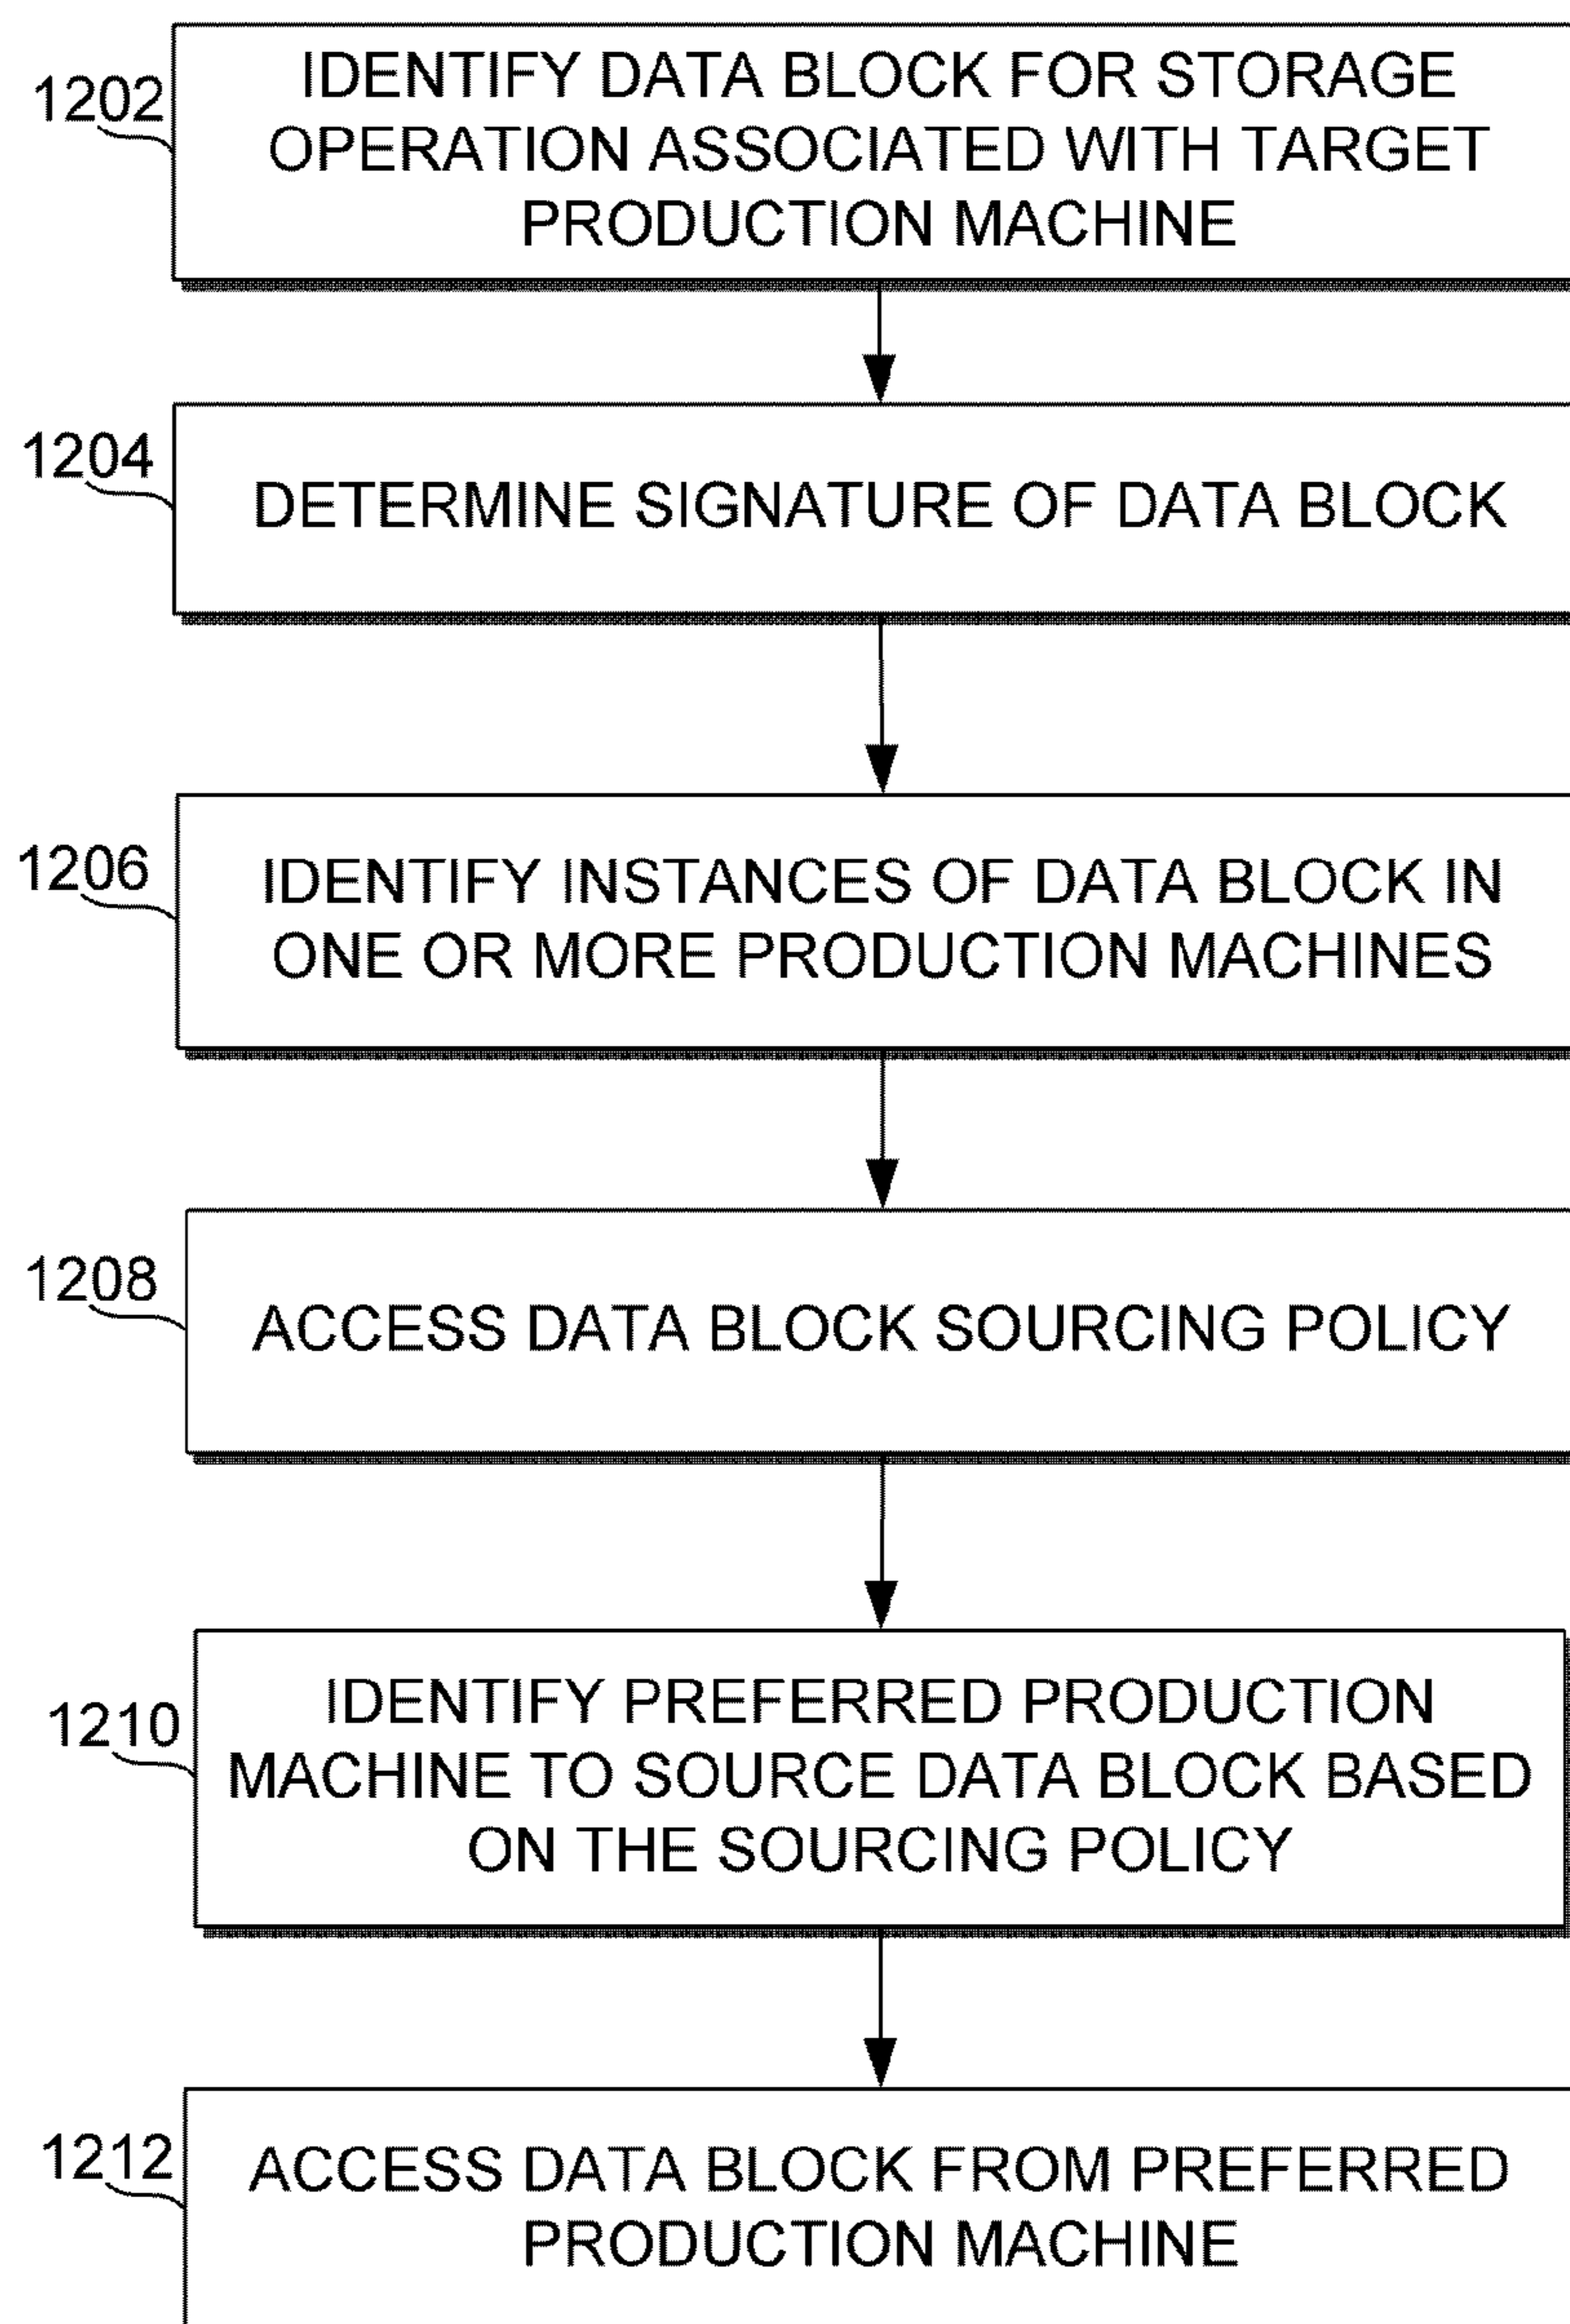 1202
IDENTIFY DATA BLOCK FOR STORAGE
OPERATION ASSOCIATED WITH TARGET
PRODUCTION MACHINE
1204
DETERMINE SIGNATURE OF DATA BLOCK
1206
IDENTIFY INSTANCES OF DATA BLOCK IN
ONE OR MORE PRODUCTION MACHINES
1208
ACCESS DATA BLOCK SOURCING POLICY
1210
IDENTIFY PREFERRED PRODUCTION
MACHINE TO SOURCE DATA BLOCK BASED
ON THE SOURCING POLICY
1212
ACCESS DATA BLOCK FROM PREFERRED
PRODUCTION MACHINE